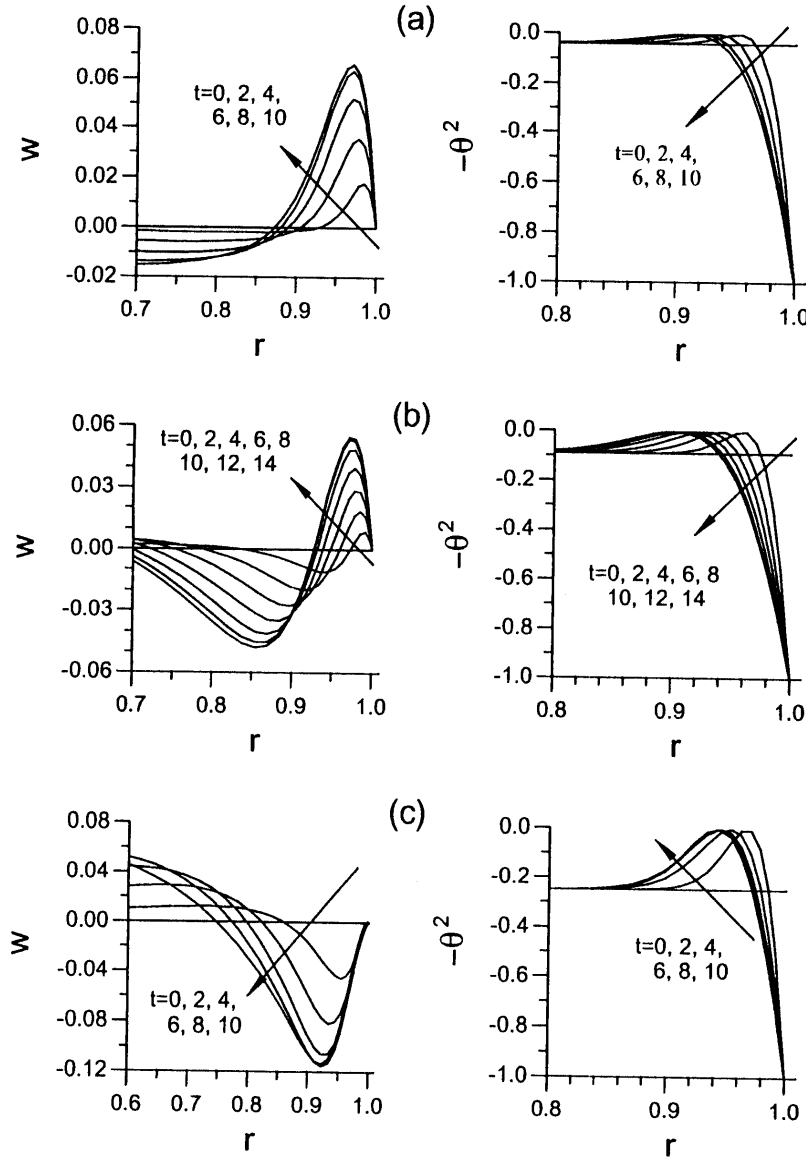 (a)
0.08
0.06
0.04
0.02
0.00
-0.02
w
t=0, 2, 4,
6, 8, 10
0.7
0.8
0.9
1.0
r
-0.0
-0.2
-0.4
-0.6
-0.8
-1.0
-θ²
t=0, 2, 4,
6, 8, 10
0.8
0.9
1.0
r
(b)
0.06
0.03
0.00
-0.03
-0.06
w
t=0, 2, 4, 6, 8
10, 12, 14
0.7
0.8
0.9
1.0
r
0.0
-0.2
-0.4
-0.6
-0.8
-1.0
-θ²
t=0, 2, 4, 6, 8
10, 12, 14
0.8
0.9
1.0
r
(c)
0.08
0.04
0.00
-0.04
-0.08
-0.12
w
t=0, 2, 4,
6, 8, 10
0.6
0.7
0.8
0.9
1.0
r
0.0
-0.2
-0.4
-0.6
-0.8
-1.0
-θ²
t=0, 2, 4,
6, 8, 10
0.8
0.9
1.0
r